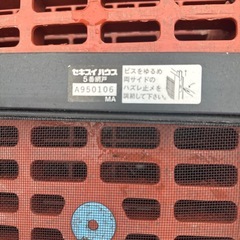 セキスイハウス
5番網戸
A950106
MA
ビスをゆるめ
両サイドの
ハズレ止メを
調節して下さい。